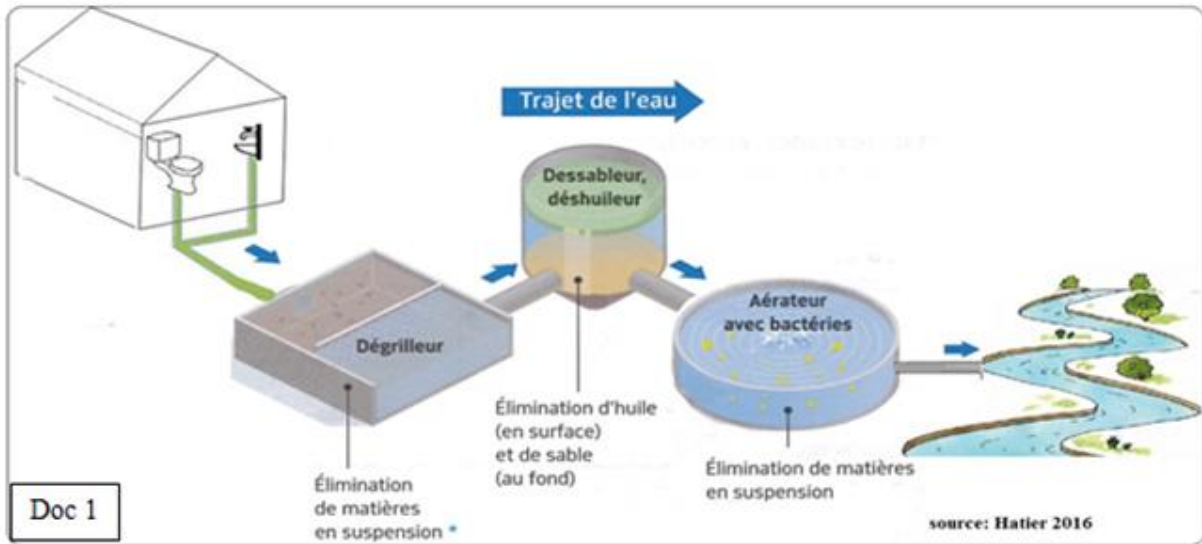 Trajet de l'eau
Dessableur,
déshuileur
Aérateur
avec bactéries
Dégrilleur
Élimination d'huile
(en surface)
et de sable
(au fond)
Élimination de matières
en suspension
Élimination
de matières
en suspension *
Doc 1
source: Hatier 2016